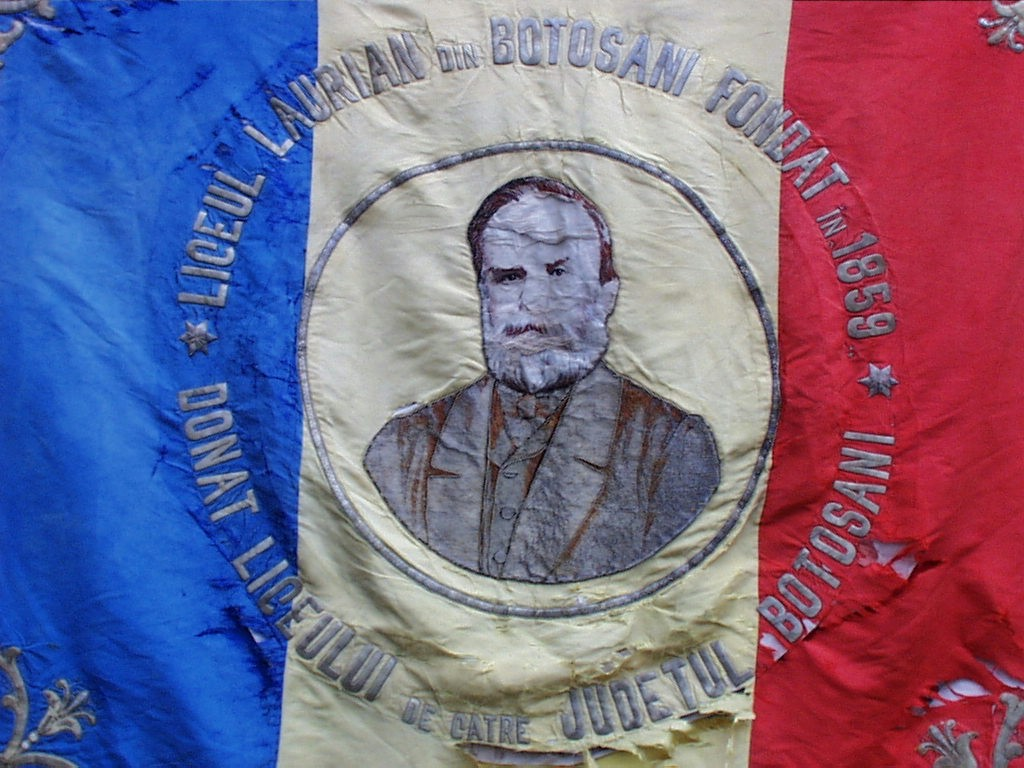 LICEUL LAURIAN DIN BOTOSANI FONDAT IN 1859
DONAT LICEULUI DE CATRE JUDETUL BOTOSANI